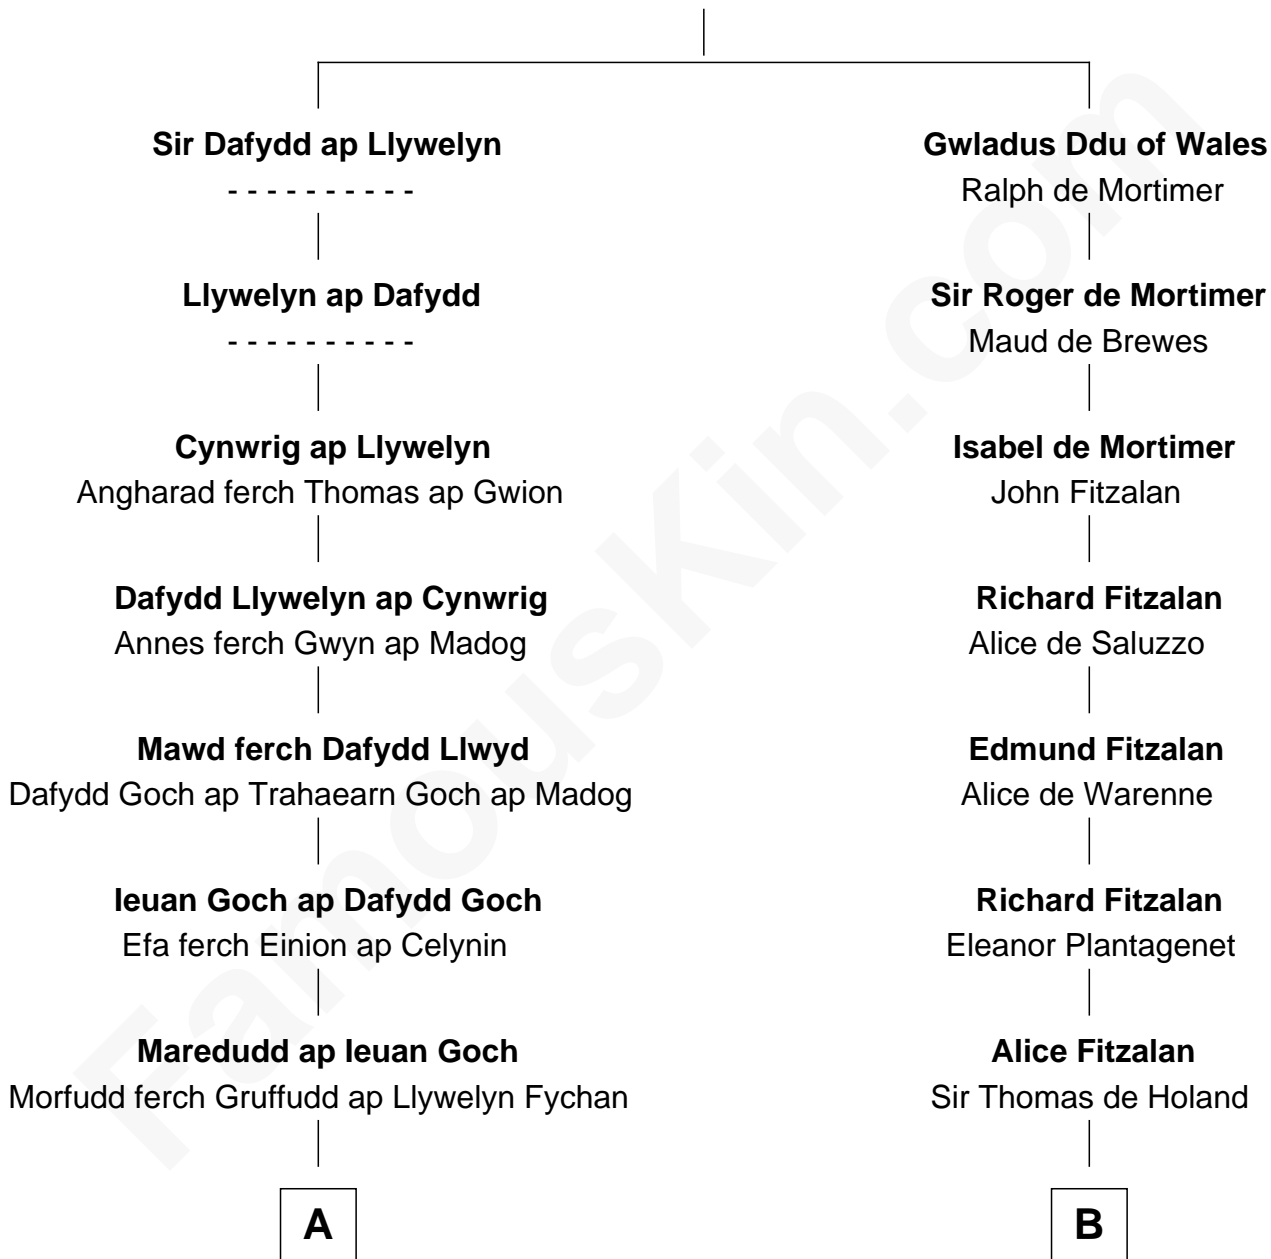 Sir Dafydd ap Llywelyn
- - - - - - - - - -
Llywelyn ap Dafydd
- - - - - - - - - -
Cynwrig ap Llywelyn
Angharad ferch Thomas ap Gwion
Dafydd Llywelyn ap Cynwrig
Annes ferch Gwyn ap Madog
Mawd ferch Dafydd Llwyd
Dafydd Goch ap Trahaearn Goch ap Madog
Ieuan Goch ap Dafydd Goch
Efa ferch Einion ap Celynin
Maredudd ap Ieuan Goch
Morfudd ferch Gruffudd ap Llywelyn Fychan
A
Gwladus Ddu of Wales
Ralph de Mortimer
Sir Roger de Mortimer
Maud de Brewes
Isabel de Mortimer
John Fitzalan
Richard Fitzalan
Alice de Saluzzo
Edmund Fitzalan
Alice de Warenne
Richard Fitzalan
Eleanor Plantagenet
Alice Fitzalan
Sir Thomas de Holand
B
FamousKin.com